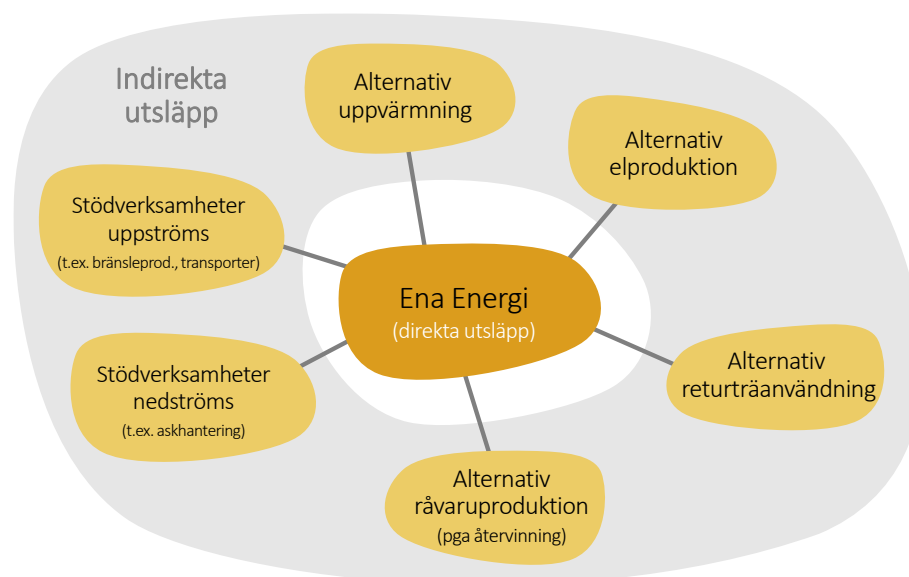 Indirekta
utsläpp
Alternativ
uppvärmning
Alternativ
elproduktion
Stödverksamheter
uppströms
(t.ex. bränsleprod., transporter)
Ena Energi
(direkta utsläpp)
Alternativ
returträanvändning
Stödverksamheter
nedströms
(t.ex. askhantering)
Alternativ
råvaruproduktion
(pga återvinning)